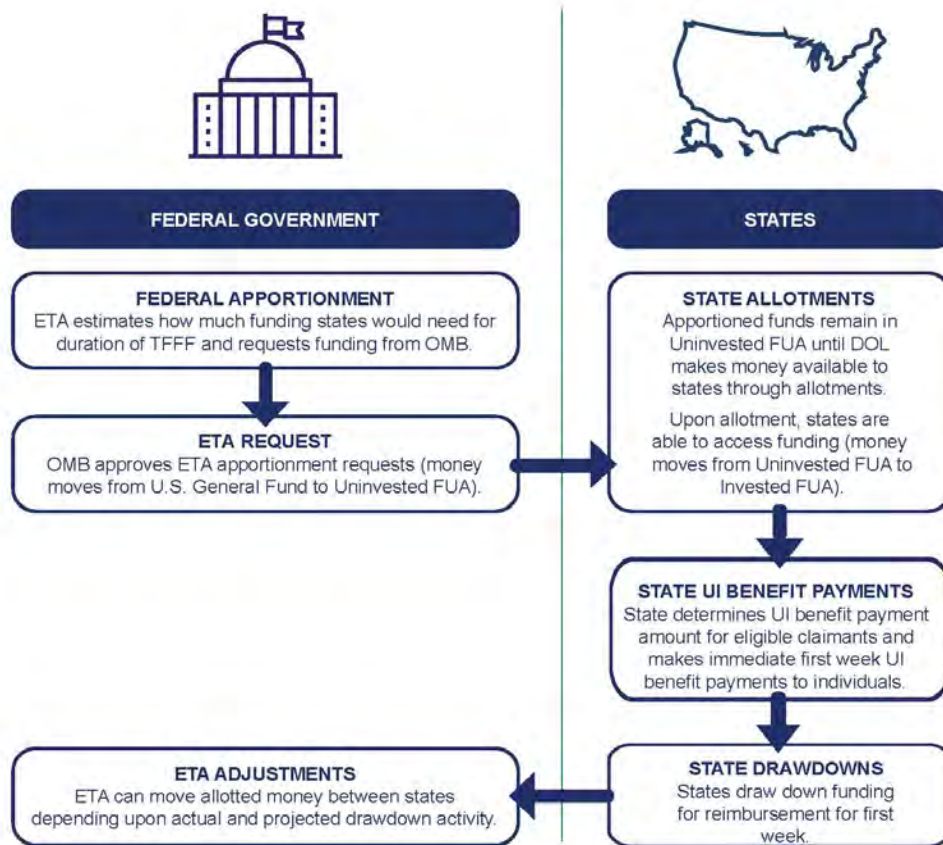 FEDERAL GOVERNMENT
FEDERAL APPORTIONMENT
ETA estimates how much funding states would need for
duration of TFFF and requests funding from OMB.
ETA REQUEST
OMB approves ETA apportionment requests (money
moves from U.S. General Fund to Uninvested FUA).
STATES
STATE ALLOTMENTS
Apportioned funds remain in
Uninvested FUA until DOL
makes money available to
states through allotments.
Upon allotment, states are
able to access funding (money
moves from Uninvested FUA to
Invested FUA).
STATE UI BENEFIT PAYMENTS
State determines UI benefit payment
amount for eligible claimants and
makes immediate first week UI
benefit payments to individuals.
STATE DRAWDOWNS
States draw down funding
for reimbursement for first
week.
ETA ADJUSTMENTS
ETA can move allotted money between states
depending upon actual and projected drawdown activity.